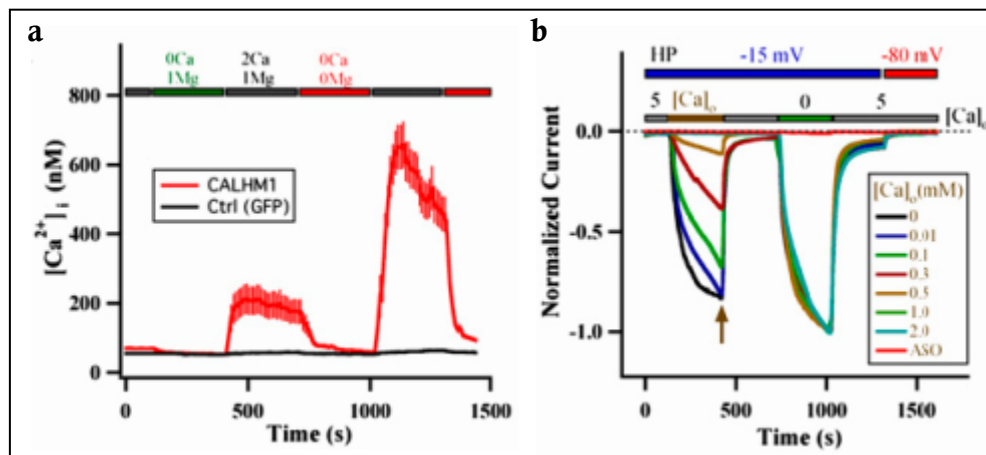 a
0Ca 2Ca 0Ca
1Mg 1Mg 0Mg
800
600
400
200
0
[Ca²⁺]ᵢ (nM)
CALHM1
Ctrl (GFP)
0 500 1000 1500
Time (s)
b
HP -15 mV -80 mV
5 [Ca]ₒ 0 5 [Ca]ₒ
0.0
-0.5
-1.0
Normalized Current
[Ca]ₒ(mM)
0
0.01
0.1
0.3
0.5
1.0
2.0
ASO
0 500 1000 1500
Time (s)